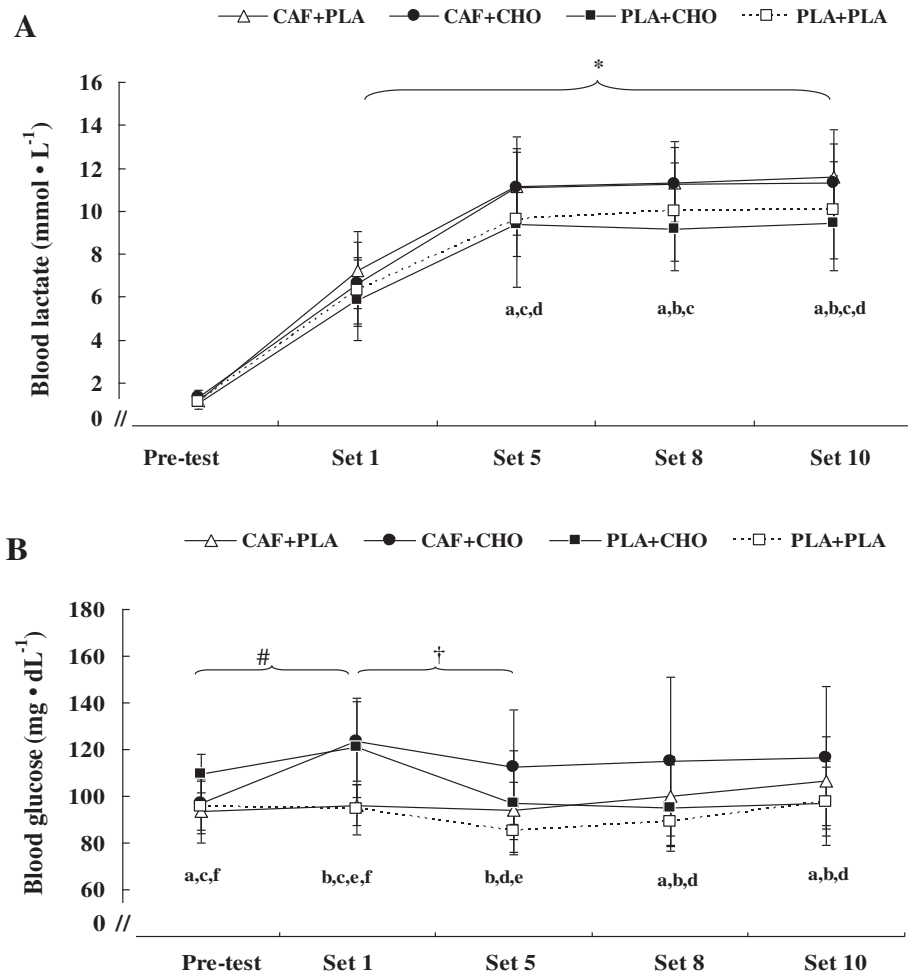 A
CAF+PLA CAF+CHO PLA+CHO PLA+PLA
*
Blood lactate (mmol • L-1)
16
14
12
10
8
6
4
2
0 //
a,c,d a,b,c a,b,c,d
Pre-test Set 1 Set 5 Set 8 Set 10
B
CAF+PLA CAF+CHO PLA+CHO PLA+PLA
Blood glucose (mg • dL-1)
180
160
140
120
100
80
60
0 //
# †
a,c,f b,c,e,f b,d,e a,b,d a,b,d
Pre-test Set 1 Set 5 Set 8 Set 10